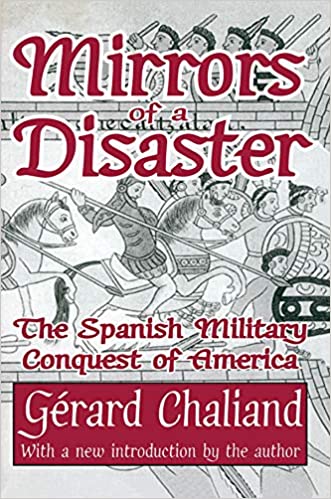 Mirrors
of a
Disaster
The Spanish Military
Conquest of America
Gérard Chaliand
With a new introduction by the author